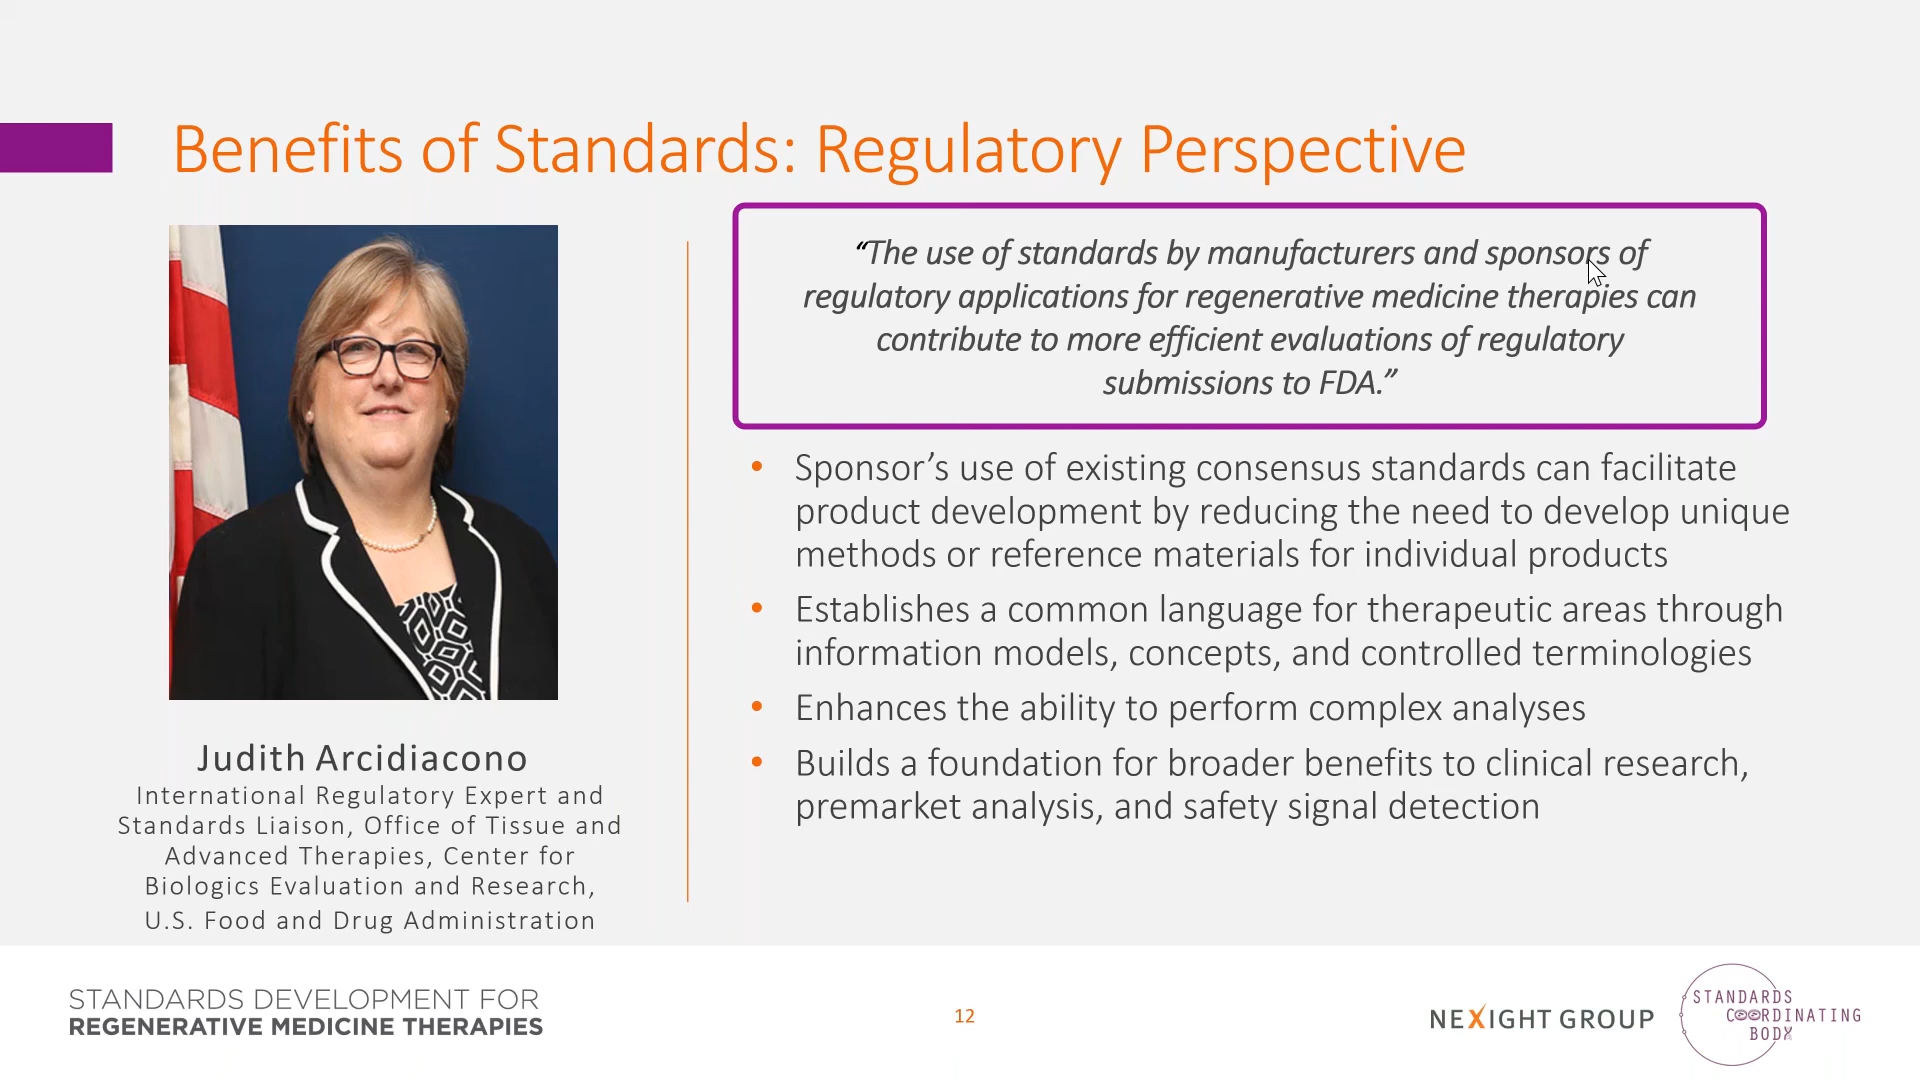 Benefits of Standards: Regulatory Perspective
“The use of standards by manufacturers and sponsors of
regulatory applications for regenerative medicine therapies can
contribute to more efficient evaluations of regulatory
submissions to FDA.”
• Sponsor’s use of existing consensus standards can facilitate
product development by reducing the need to develop unique
methods or reference materials for individual products
• Establishes a common language for therapeutic areas through
information models, concepts, and controlled terminologies
• Enhances the ability to perform complex analyses
• Builds a foundation for broader benefits to clinical research,
premarket analysis, and safety signal detection
Judith Arcidiacono
International Regulatory Expert and
Standards Liaison, Office of Tissue and
Advanced Therapies, Center for
Biologics Evaluation and Research,
U.S. Food and Drug Administration
STANDARDS DEVELOPMENT FOR
REGENERATIVE MEDICINE THERAPIES
12
NEXIGHT GROUP
STANDARDS
COORDINATING
BODY